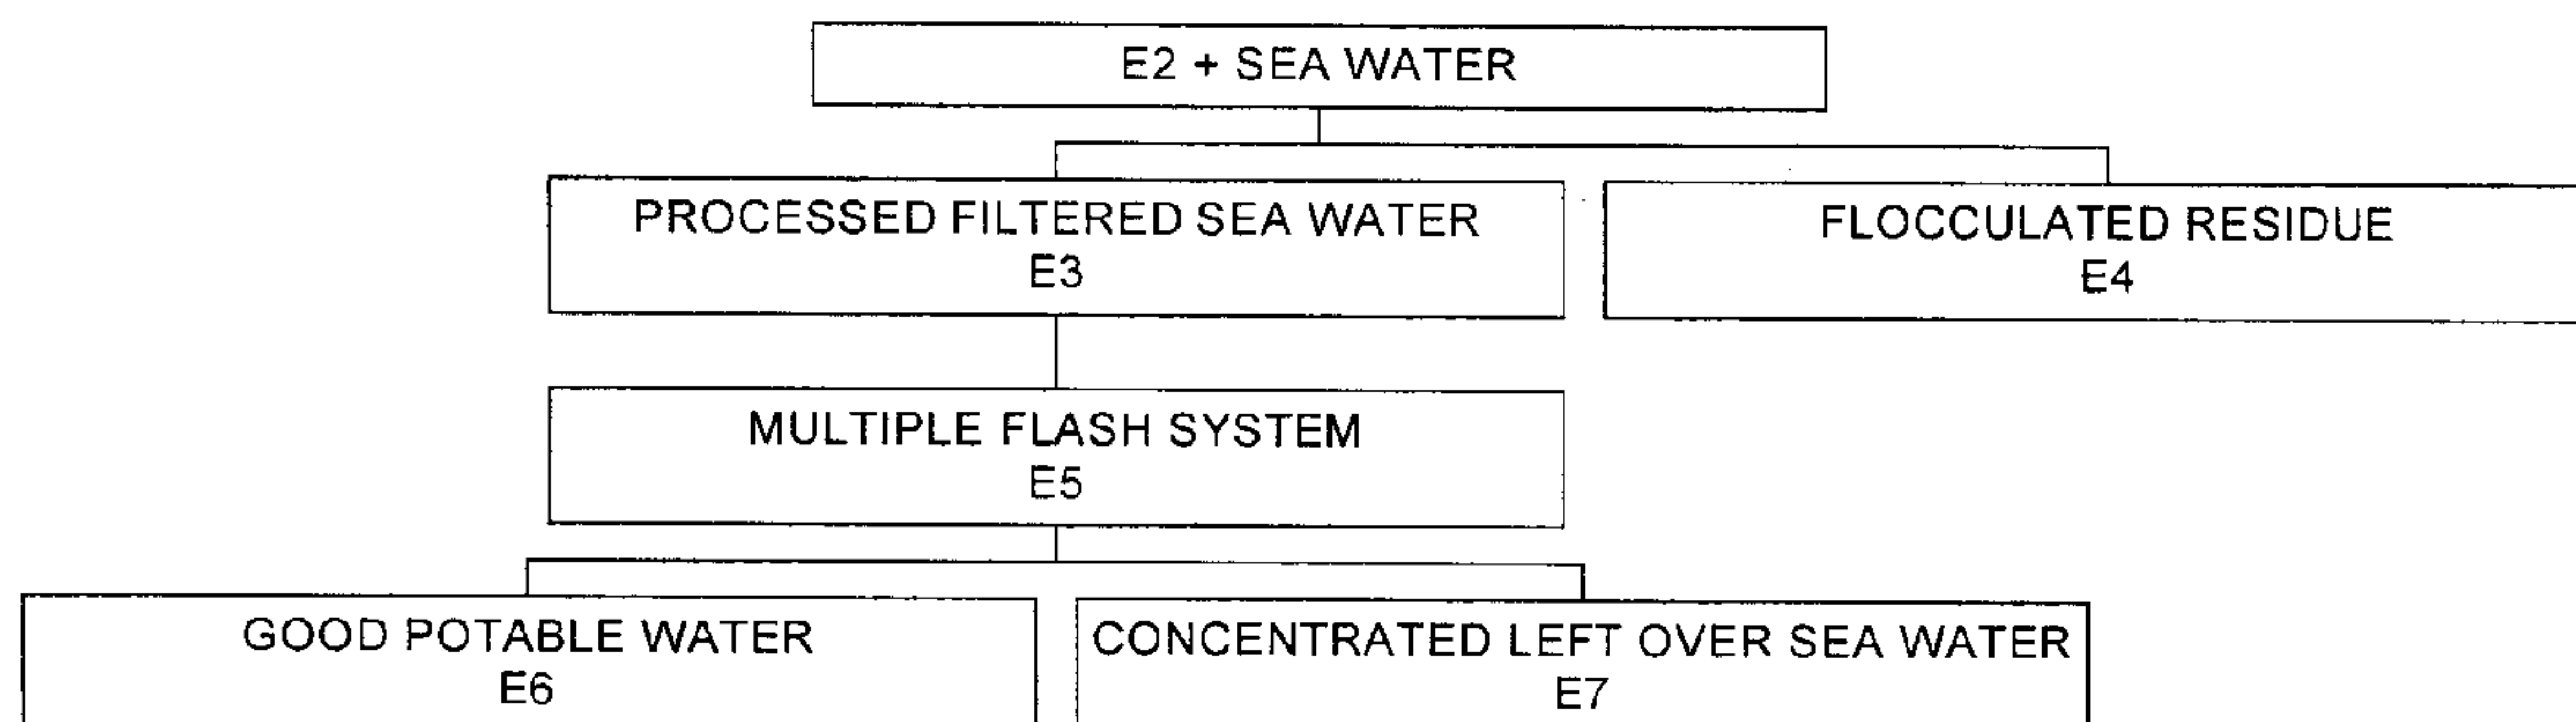 E2 + SEA WATER
PROCESSED FILTERED SEA WATER
E3
FLOCCULATED RESIDUE
E4
MULTIPLE FLASH SYSTEM
E5
GOOD POTABLE WATER
E6
CONCENTRATED LEFT OVER SEA WATER
E7